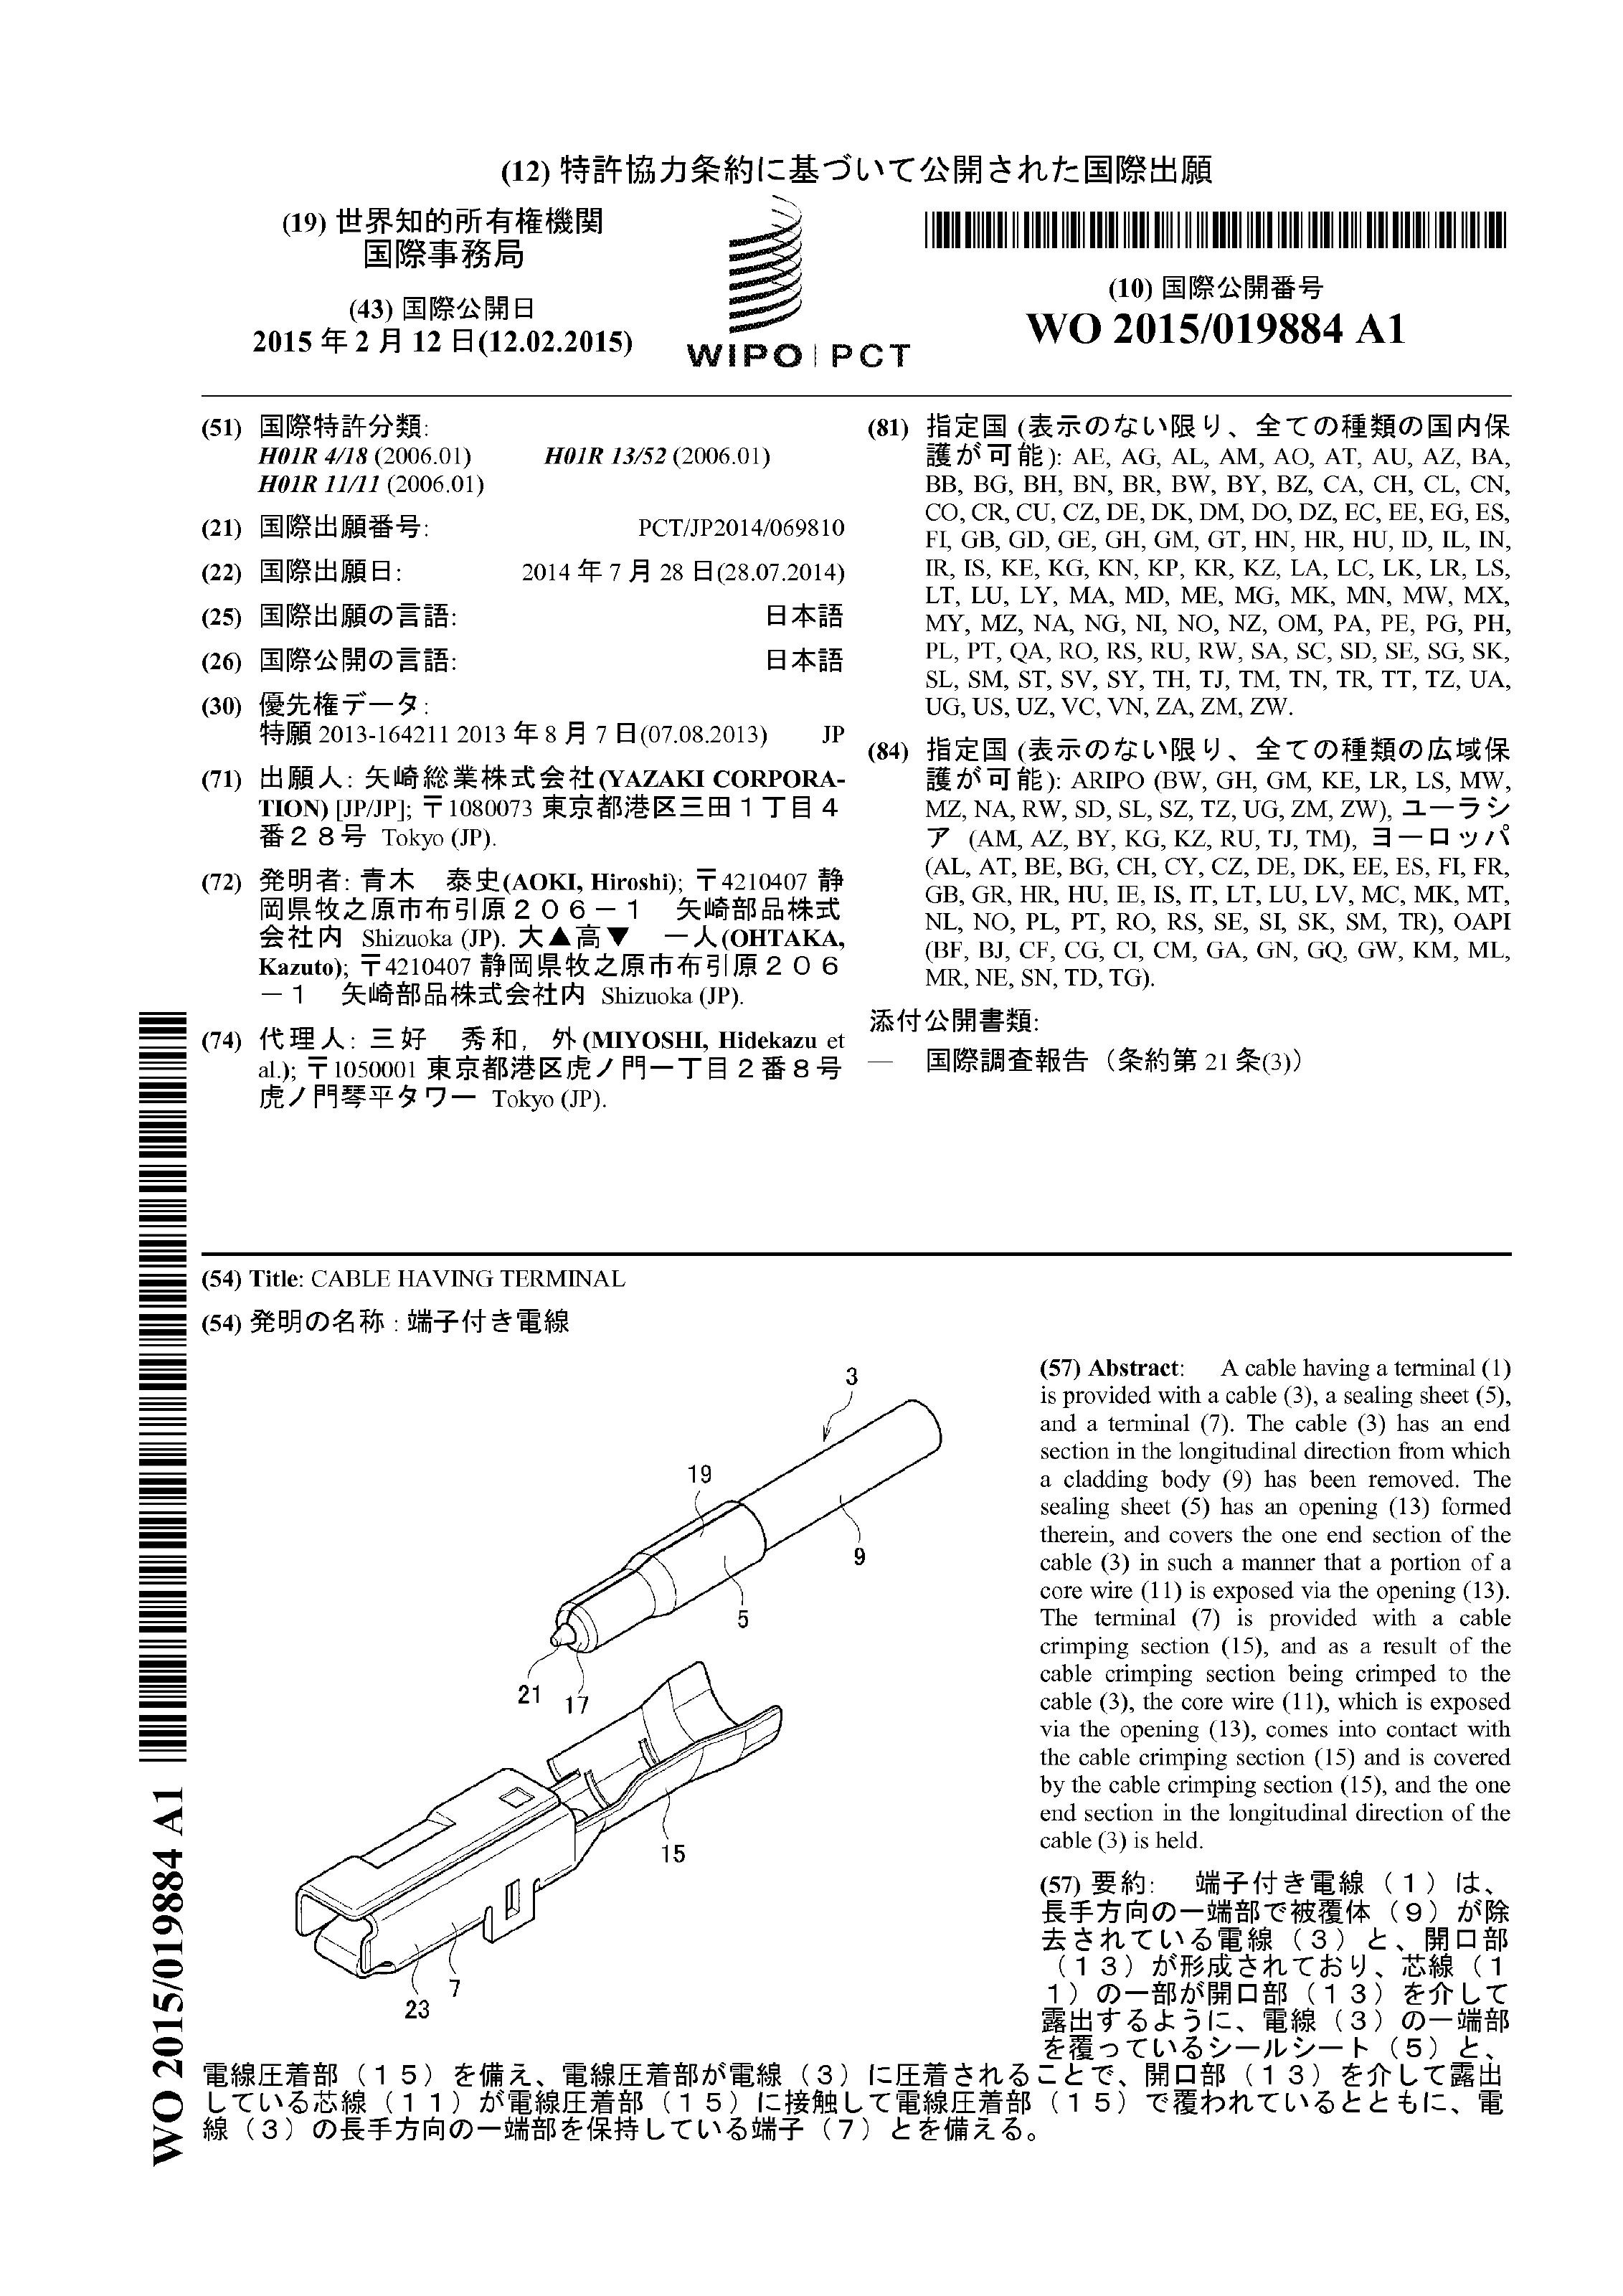 (12) 特許協力条約に基づいて公開された国際出願
(19) 世界知的所有権機関
国際事務局
(43) 国際公開日
2015 年 2 月 12 日(12.02.2015)
WIPO | PCT
(10) 国際公開番号
WO 2015/019884 A1
(51) 国際特許分類:
H01R 4/18 (2006.01) H01R 13/52 (2006.01)
H01R 11/11 (2006.01)
(21) 国際出願番号: PCT/JP2014/069810
(22) 国際出願日: 2014 年 7 月 28 日(28.07.2014)
(25) 国際出願の言語: 日本語
(26) 国際公開の言語: 日本語
(30) 優先権データ:
特願 2013-164211 2013 年 8 月 7 日(07.08.2013) JP
(71) 出願人: 矢崎総業株式会社(YAZAKI CORPORA-
TION) [JP/JP]; 〒1080073 東京都港区三田1丁目4
番28号 Tokyo (JP).
(72) 発明者: 青木 泰史(AOKI, Hiroshi); 〒4210407 静
岡県牧之原市布引原206-1 矢崎部品株式
会社内 Shizuoka (JP). 大▲高▼ 一人(OHTAKA,
Kazuto); 〒4210407 静岡県牧之原市布引原206
-1 矢崎部品株式会社内 Shizuoka (JP).
(74) 代理人: 三好 秀和, 外(MIYOSHI, Hidekazu et
al.); 〒1050001 東京都港区虎ノ門一丁目2番8号
虎ノ門琴平タワー Tokyo (JP).
(81) 指定国 (表示のない限り、全ての種類の国内保
護が可能): AE, AG, AL, AM, AO, AT, AU, AZ, BA,
BB, BG, BH, BN, BR, BW, BY, BZ, CA, CH, CL, CN,
CO, CR, CU, CZ, DE, DK, DM, DO, DZ, EC, EE, EG, ES,
FI, GB, GD, GE, GH, GM, GT, HN, HR, HU, ID, IL, IN,
IR, IS, KE, KG, KN, KP, KR, KZ, LA, LC, LK, LR, LS,
LT, LU, LY, MA, MD, ME, MG, MK, MN, MW, MX,
MY, MZ, NA, NG, NI, NO, NZ, OM, PA, PE, PG, PH,
PL, PT, QA, RO, RS, RU, RW, SA, SC, SD, SE, SG, SK,
SL, SM, ST, SV, SY, TH, TJ, TM, TN, TR, TT, TZ, UA,
UG, US, UZ, VC, VN, ZA, ZM, ZW.
(84) 指定国 (表示のない限り、全ての種類の広域保
護が可能): ARIPO (BW, GH, GM, KE, LR, LS, MW,
MZ, NA, RW, SD, SL, SZ, TZ, UG, ZM, ZW), ユーラシ
ア (AM, AZ, BY, KG, KZ, RU, TJ, TM), ヨーロッパ
(AL, AT, BE, BG, CH, CY, CZ, DE, DK, EE, ES, FI, FR,
GB, GR, HR, HU, IE, IS, IT, LT, LU, LV, MC, MK, MT,
NL, NO, PL, PT, RO, RS, SE, SI, SK, SM, TR), OAPI
(BF, BJ, CF, CG, CI, CM, GA, GN, GQ, GW, KM, ML,
MR, NE, SN, TD, TG).
添付公開書類:
— 国際調査報告(条約第 21 条(3))
(54) Title: CABLE HAVING TERMINAL
(54) 発明の名称 : 端子付き電線
3
19
9
5
21
17
15
7
23
(57) Abstract: A cable having a terminal (1)
is provided with a cable (3), a sealing sheet (5),
and a terminal (7). The cable (3) has an end
section in the longitudinal direction from which
a cladding body (9) has been removed. The
sealing sheet (5) has an opening (13) formed
therein, and covers the one end section of the
cable (3) in such a manner that a portion of a
core wire (11) is exposed via the opening (13).
The terminal (7) is provided with a cable
crimping section (15), and as a result of the
cable crimping section being crimped to the
cable (3), the core wire (11), which is exposed
via the opening (13), comes into contact with
the cable crimping section (15) and is covered
by the cable crimping section (15), and the one
end section in the longitudinal direction of the
cable (3) is held.
(57) 要約: 端子付き電線(1)は、
長手方向の一端部で被覆体(9)が除
去されている電線(3)と、開口部
(13)が形成されており、芯線(1
1)の一部が開口部(13)を介して
露出するように、電線(3)の一端部
を覆っているシールシート(5)と、
電線圧着部(15)を備え、電線圧着部が電線(3)に圧着されることで、開口部(13)を介して露出
している芯線(11)が電線圧着部(15)に接触して電線圧着部(15)で覆われているとともに、電
線(3)の長手方向の一端部を保持している端子(7)とを備える。
WO 2015/019884 A1